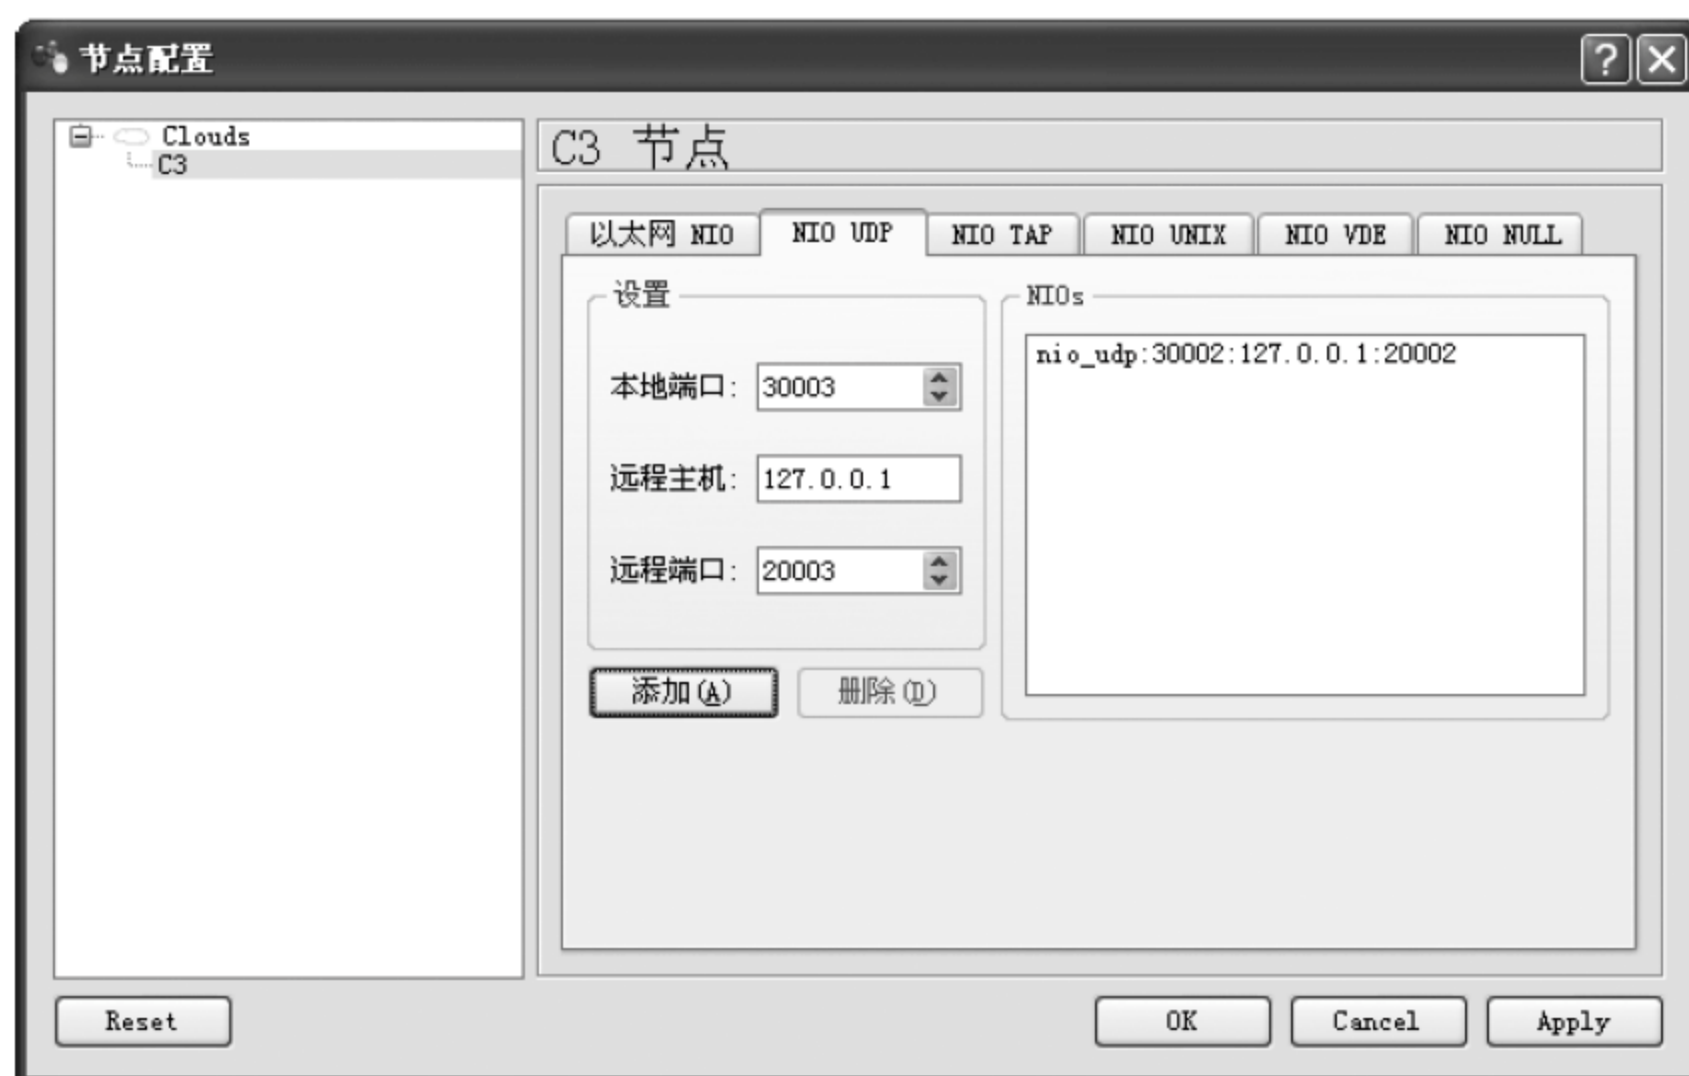 节点配置
Clouds
C3
C3 节点
以太网 NIO
NIO UDP
NIO TAP
NIO UNIX
NIO VDE
NIO NULL
设置
本地端口: 30003
远程主机: 127.0.0.1
远程端口: 20003
添加(A)
删除(D)
NIOs
nio_udp:30002:127.0.0.1:20002
Reset
OK
Cancel
Apply